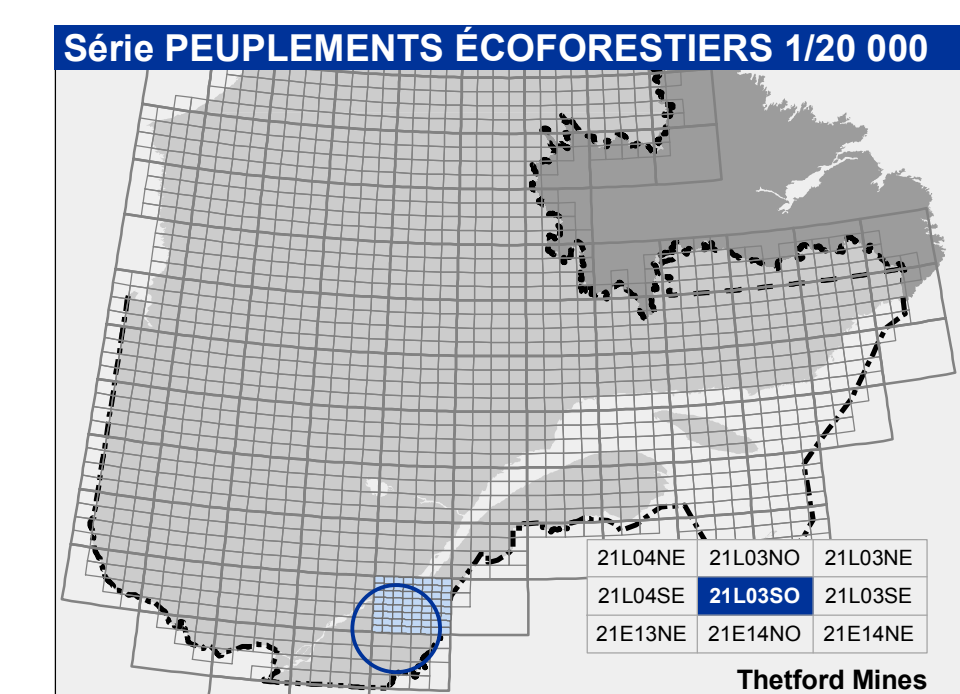 Série PEUPLEMENTS ÉCOFORESTIERS 1/20 000
21L04NE 21L03NO 21L03NE
21L04SE 21L03SO 21L03SE
21E13NE 21E14NO 21E14NE
Thetford Mines